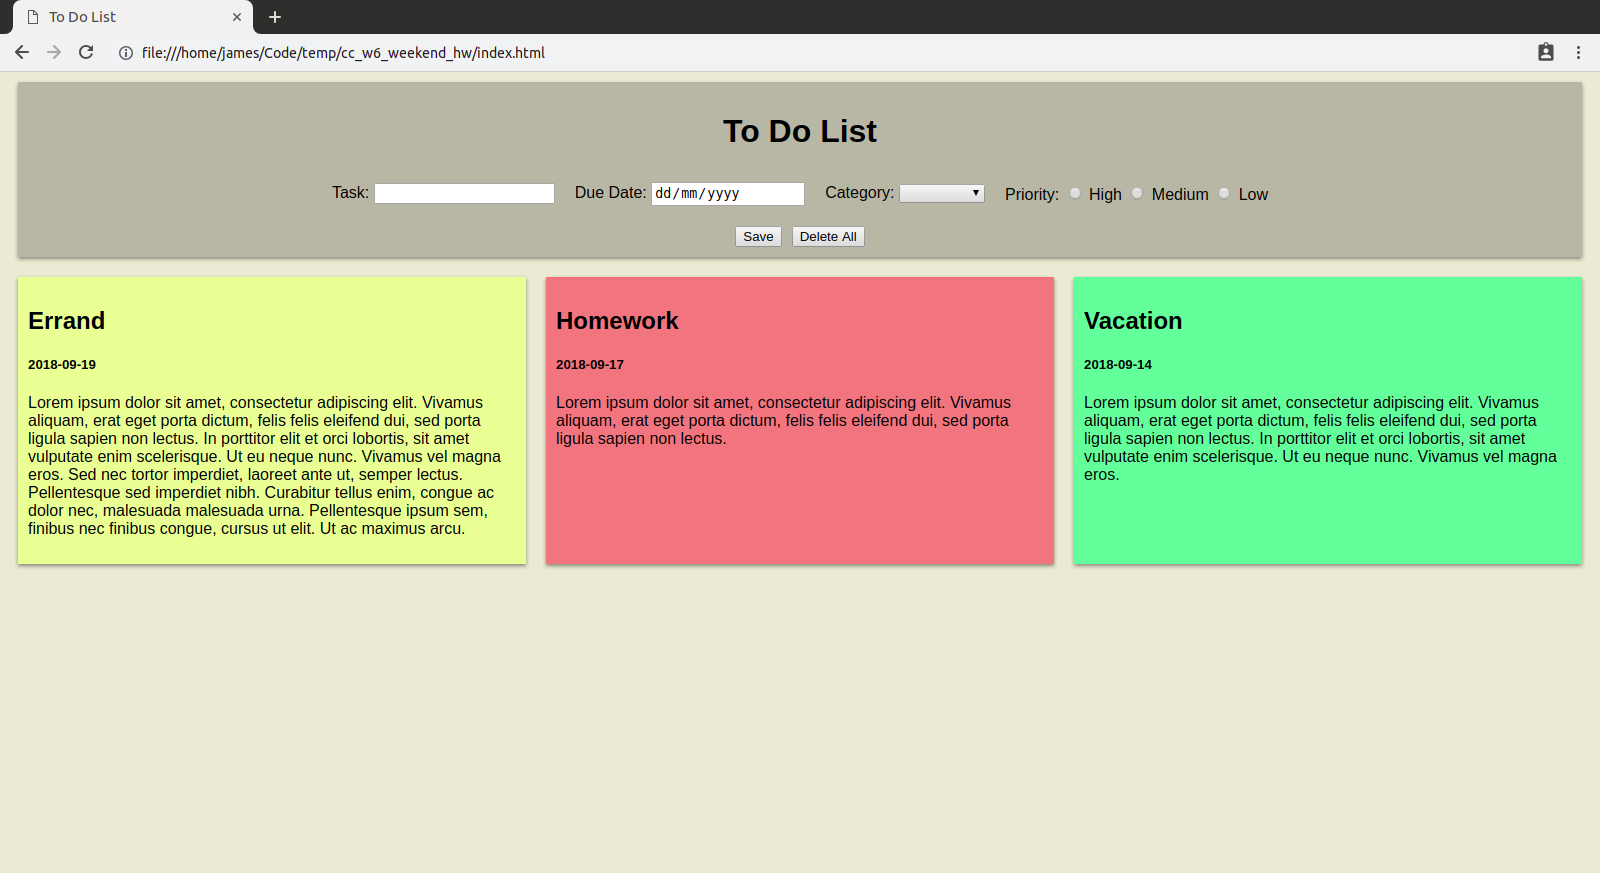 To Do List
file:///home/james/Code/temp/cc_w6_weekend_hw/index.html
To Do List
Task: Due Date: dd/mm/yyyy Category: Priority: High Medium Low
Save Delete All
Errand
2018-09-19
Lorem ipsum dolor sit amet, consectetur adipiscing elit. Vivamus
aliquam, erat eget porta dictum, felis felis eleifend dui, sed porta
ligula sapien non lectus. In porttitor elit et orci lobortis, sit amet
vulputate enim scelerisque. Ut eu neque nunc. Vivamus vel magna
eros. Sed nec tortor imperdiet, laoreet ante ut, semper lectus.
Pellentesque sed imperdiet nibh. Curabitur tellus enim, congue ac
dolor nec, malesuada malesuada urna. Pellentesque ipsum sem,
finibus nec finibus congue, cursus ut elit. Ut ac maximus arcu.
Homework
2018-09-17
Lorem ipsum dolor sit amet, consectetur adipiscing elit. Vivamus
aliquam, erat eget porta dictum, felis felis eleifend dui, sed porta
ligula sapien non lectus.
Vacation
2018-09-14
Lorem ipsum dolor sit amet, consectetur adipiscing elit. Vivamus
aliquam, erat eget porta dictum, felis felis eleifend dui, sed porta
ligula sapien non lectus. In porttitor elit et orci lobortis, sit amet
vulputate enim scelerisque. Ut eu neque nunc. Vivamus vel magna
eros.